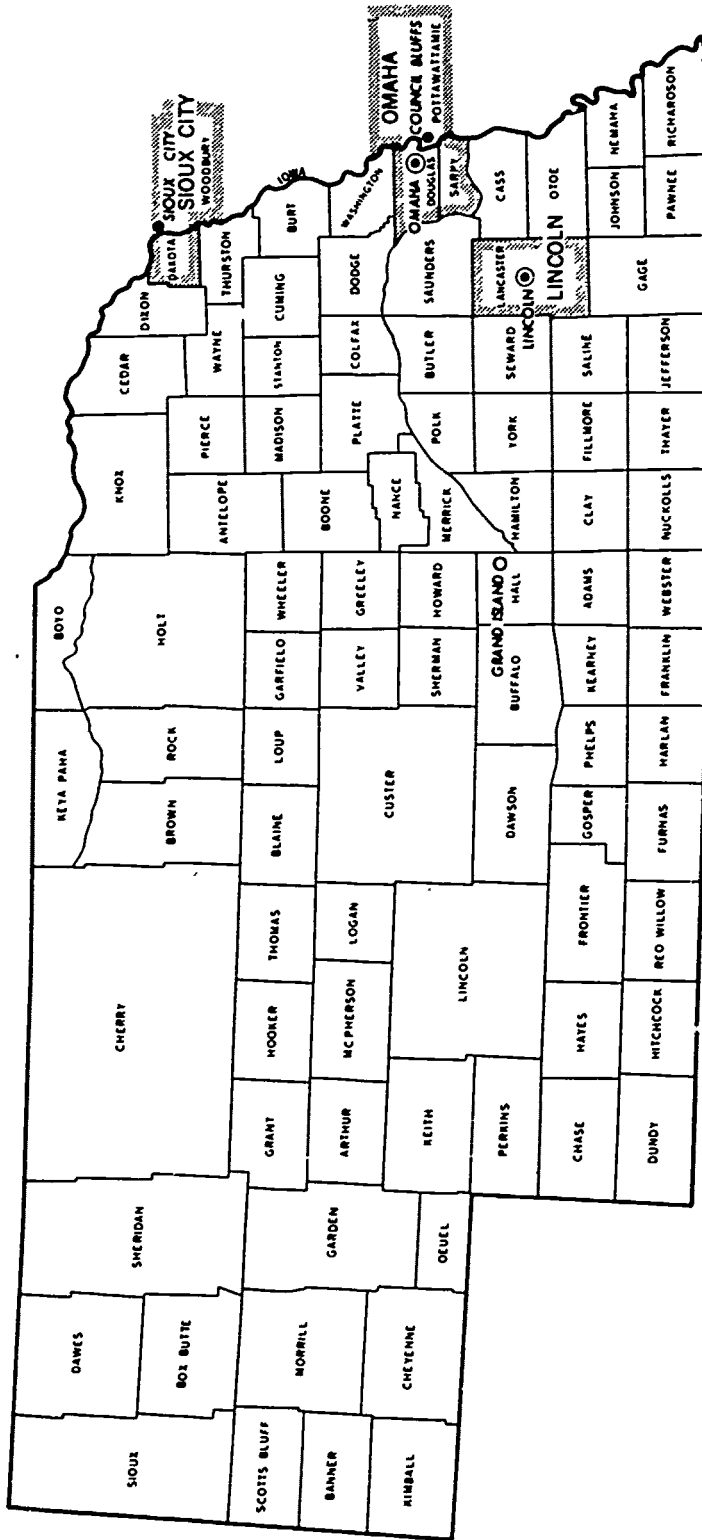 SIOUX
DAWES
BOX BUTTE
SHERIDAN
SCOTTS BLUFF
BANNER
KIMBALL
MORRILL
CHEYENNE
GARDEN
DEUEL
CHERRY
GRANT
HOOKER
THOMAS
ARTHUR
MC PHERSON
LOGAN
KEITH
LINCOLN
PERKINS
CHASE
HAYES
FRONTIER
DUNDY
HITCHCOCK
RED WILLOW
KEYA PAHA
BROWN
ROCK
BLAINE
LOUP
CUSTER
DAWSON
GOSPER
PHELPS
FURNAS
HARLAN
BOYD
HOLT
GARFIELD
WHEELER
VALLEY
GREELEY
SHERMAN
HOWARD
BUFFALO
GRAND ISLAND
HALL
KEARNEY
ADAMS
FRANKLIN
WEBSTER
KNOX
ANTELOPE
BOONE
NANCE
MERRICK
HAMILTON
CLAY
NUCKOLLS
CEDAR
PIERCE
MADISON
PLATTE
POLK
YORK
FILLMORE
THAYER
DIXON
WAYNE
STANTON
COLFAX
BUTLER
SEWARD
SALINE
JEFFERSON
DAKOTA
SIOUX CITY
SIOUX CITY
WOODBURY
THURSTON
CUMING
BURT
IOWA
DODGE
WASHINGTON
SAUNDERS
OMAHA
DOUGLAS
SARPY
OMAHA
COUNCIL BLUFFS
POTTAWATTAMIE
LANCASTER
LINCOLN
LINCOLN
CASS
OTOE
GAGE
JOHNSON
NEMAHA
PAWNEE
RICHARDSON